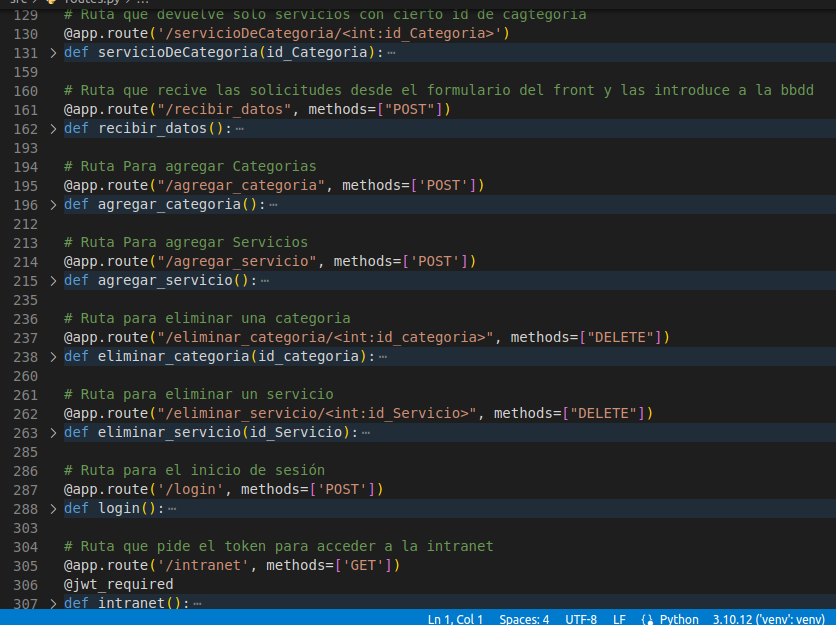 src > routes.py > ...
129 # Ruta que devuelve solo servicios con cierto id de cagtegoria
130 @app.route('/servicioDeCategoria/<int:id_Categoria>')
131 > def servicioDeCategoria(id_Categoria):⋯
159
160 # Ruta que recive las solicitudes desde el formulario del front y las introduce a la bbdd
161 @app.route("/recibir_datos", methods=["POST"])
162 > def recibir_datos():⋯
193
194 # Ruta Para agregar Categorias
195 @app.route("/agregar_categoria", methods=['POST'])
196 > def agregar_categoria():⋯
212
213 # Ruta Para agregar Servicios
214 @app.route("/agregar_servicio", methods=['POST'])
215 > def agregar_servicio():⋯
235
236 # Ruta para eliminar una categoria
237 @app.route("/eliminar_categoria/<int:id_categoria>", methods=["DELETE"])
238 > def eliminar_categoria(id_categoria):⋯
260
261 # Ruta para eliminar un servicio
262 @app.route("/eliminar_servicio/<int:id_Servicio>", methods=["DELETE"])
263 > def eliminar_servicio(id_Servicio):⋯
285
286 # Ruta para el inicio de sesión
287 @app.route('/login', methods=['POST'])
288 > def login():⋯
303
304 # Ruta que pide el token para acceder a la intranet
305 @app.route('/intranet', methods=['GET'])
306 @jwt_required
307 > def intranet():⋯
Ln 1, Col 1 Spaces: 4 UTF-8 LF Python 3.10.12 ('venv': venv)